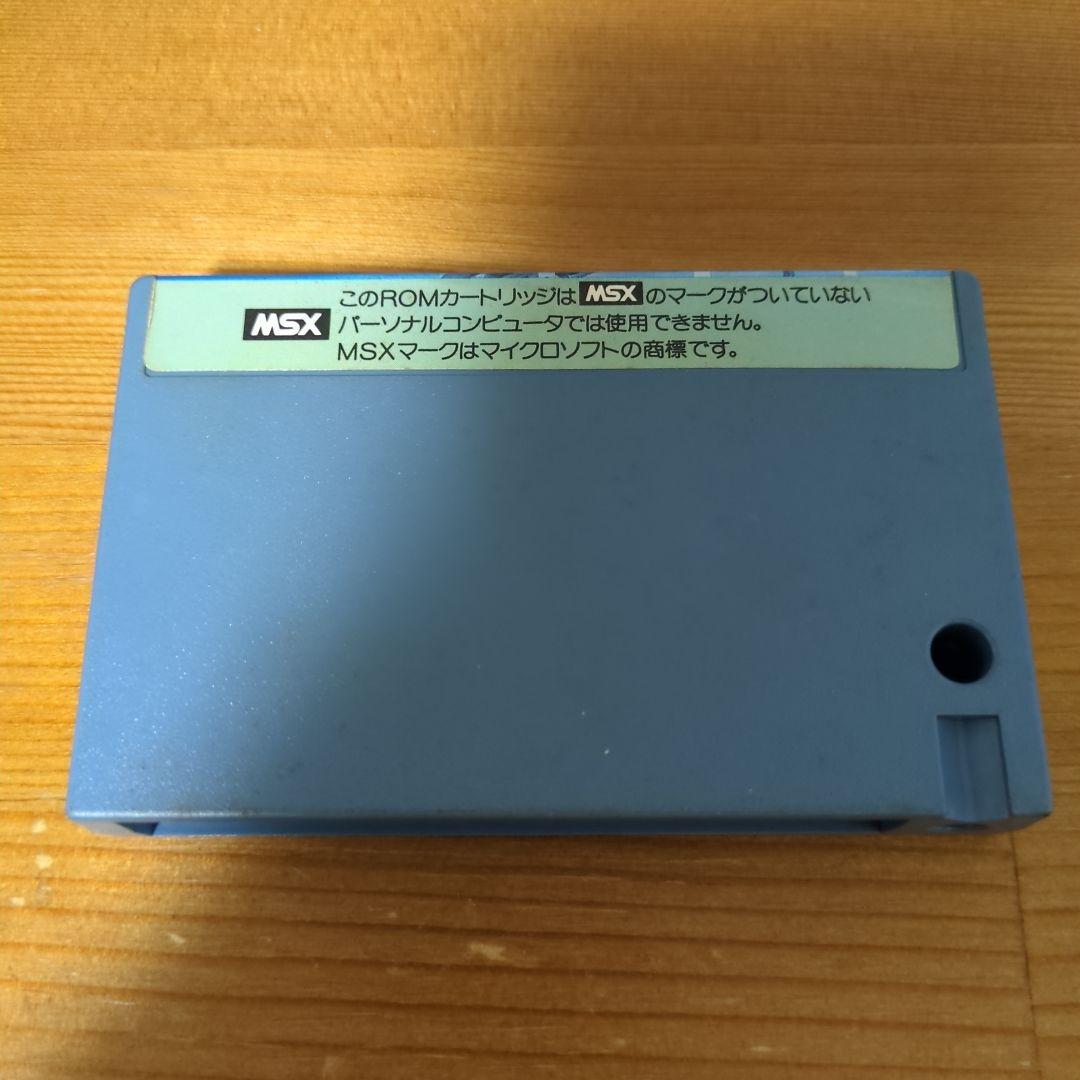 このROMカートリッジは MSX のマークがついていない
MSX パーソナルコンピュータでは使用できません。
MSXマークはマイクロソフトの商標です。